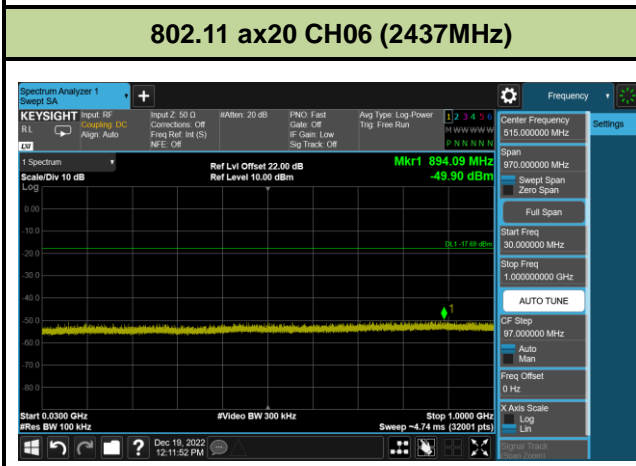 802.11 ax20 CH06 (2437MHz)
Spectrum Analyzer 1
Swept SA
+
Frequency
KEYSIGHT
RL
LXI
Input: RF
Coupling: DC
Align: Auto
Input Z: 50 Ω
Corrections: Off
Freq Ref: Int (S)
NFE: Off
#Atten: 20 dB
PNO: Fast
Gate: Off
IF Gain: Low
Sig Track: Off
Avg Type: Log-Power
Trig: Free Run
1 2 3 4 5 6
M W W W W W
P N N N N N
Center Frequency
515.000000 MHz
Settings
1 Spectrum
Scale/Div 10 dB
Log
Ref Lvl Offset 22.00 dB
Ref Level 10.00 dBm
Mkr1 894.09 MHz
-49.90 dBm
Span
970.000000 MHz
Swept Span
Zero Span
Full Span
Start Freq
30.000000 MHz
Stop Freq
1.000000000 GHz
AUTO TUNE
CF Step
97.000000 MHz
Auto
Man
Freq Offset
0 Hz
X Axis Scale
Log
Lin
Signal Track
(Span Zoom)
0.00
-10.0
DL1 -17.69 dBm
-20.0
-30.0
-40.0
1
-50.0
-60.0
-70.0
-80.0
Start 0.0300 GHz
#Res BW 100 kHz
#Video BW 300 kHz
Stop 1.0000 GHz
Sweep ~4.74 ms (32001 pts)
?
Dec 19, 2022
12:11:52 PM